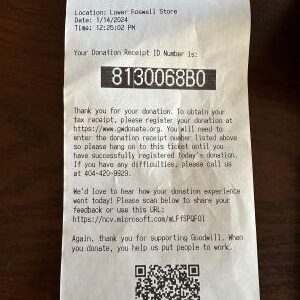 Location: Lower Roswell Store
Date: 1/14/2024
Time: 12:25:02 PM
Your Donation Receipt ID Number is:
8130068B0
Thank you for your donation. To obtain your
tax receipt, please register your donation at
https://www.gwdonate.org. You will need to
enter the donation receipt number listed above
so please hang on to this ticket until you
have successfully registered today's donation.
If you have any difficulties, please call us
at 404-420-9929.
We'd love to hear how your donation experience
went today! Please scan below to share your
feedback or use this URL:
https://ncv.microsoft.com/mLFfSPQFOl
Again, thank you for supporting Goodwill. When
you donate, you help us put people to work.